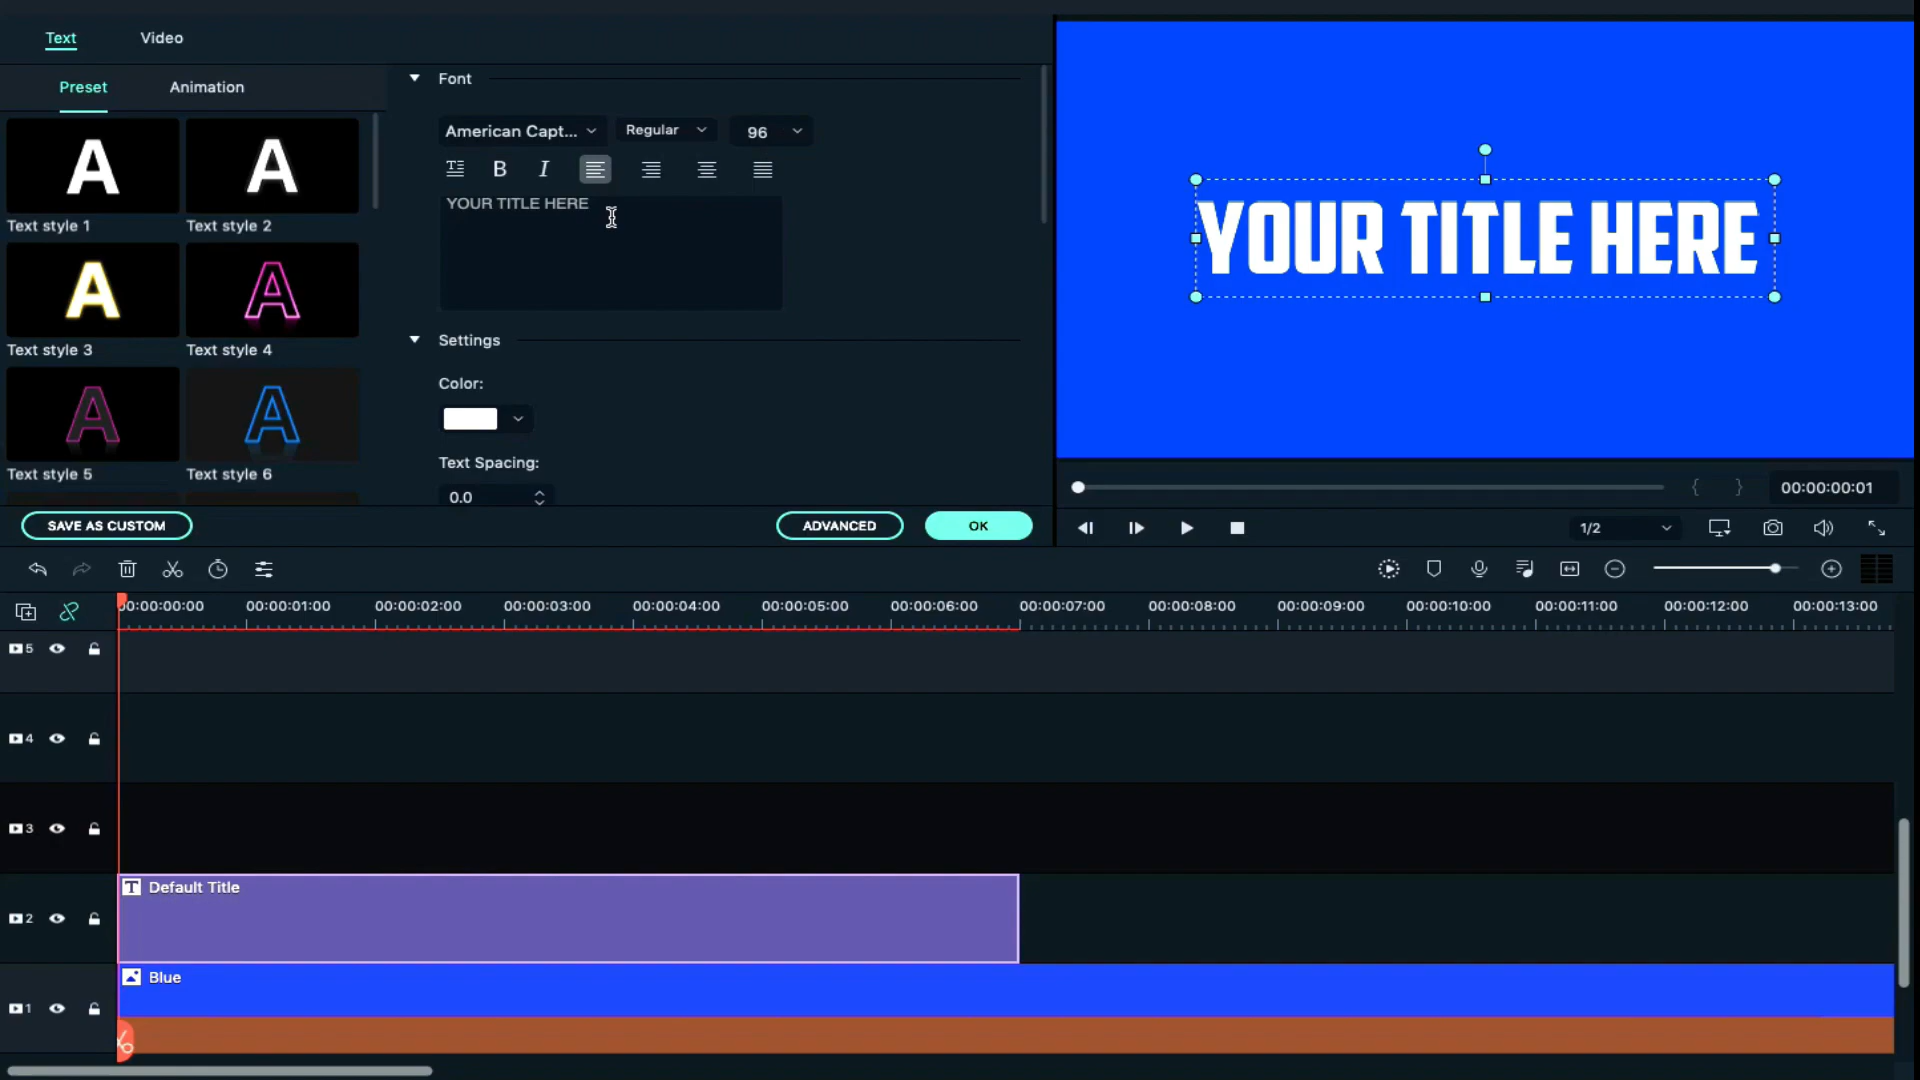 Text Video
Preset Animation
Text style 1 Text style 2
Text style 3 Text style 4
Text style 5 Text style 6
Font
American Capt... Regular 96
B I
YOUR TITLE HERE
Settings
Color:
Text Spacing:
0.0
SAVE AS CUSTOM ADVANCED OK
YOUR TITLE HERE
{ } 00:00:00:01
1/2
00:00:00:00 00:00:01:00 00:00:02:00 00:00:03:00 00:00:04:00 00:00:05:00 00:00:06:00 00:00:07:00 00:00:08:00 00:00:09:00 00:00:10:00 00:00:11:00 00:00:12:00 00:00:13:00
5
4
3
T Default Title
2
Blue
1